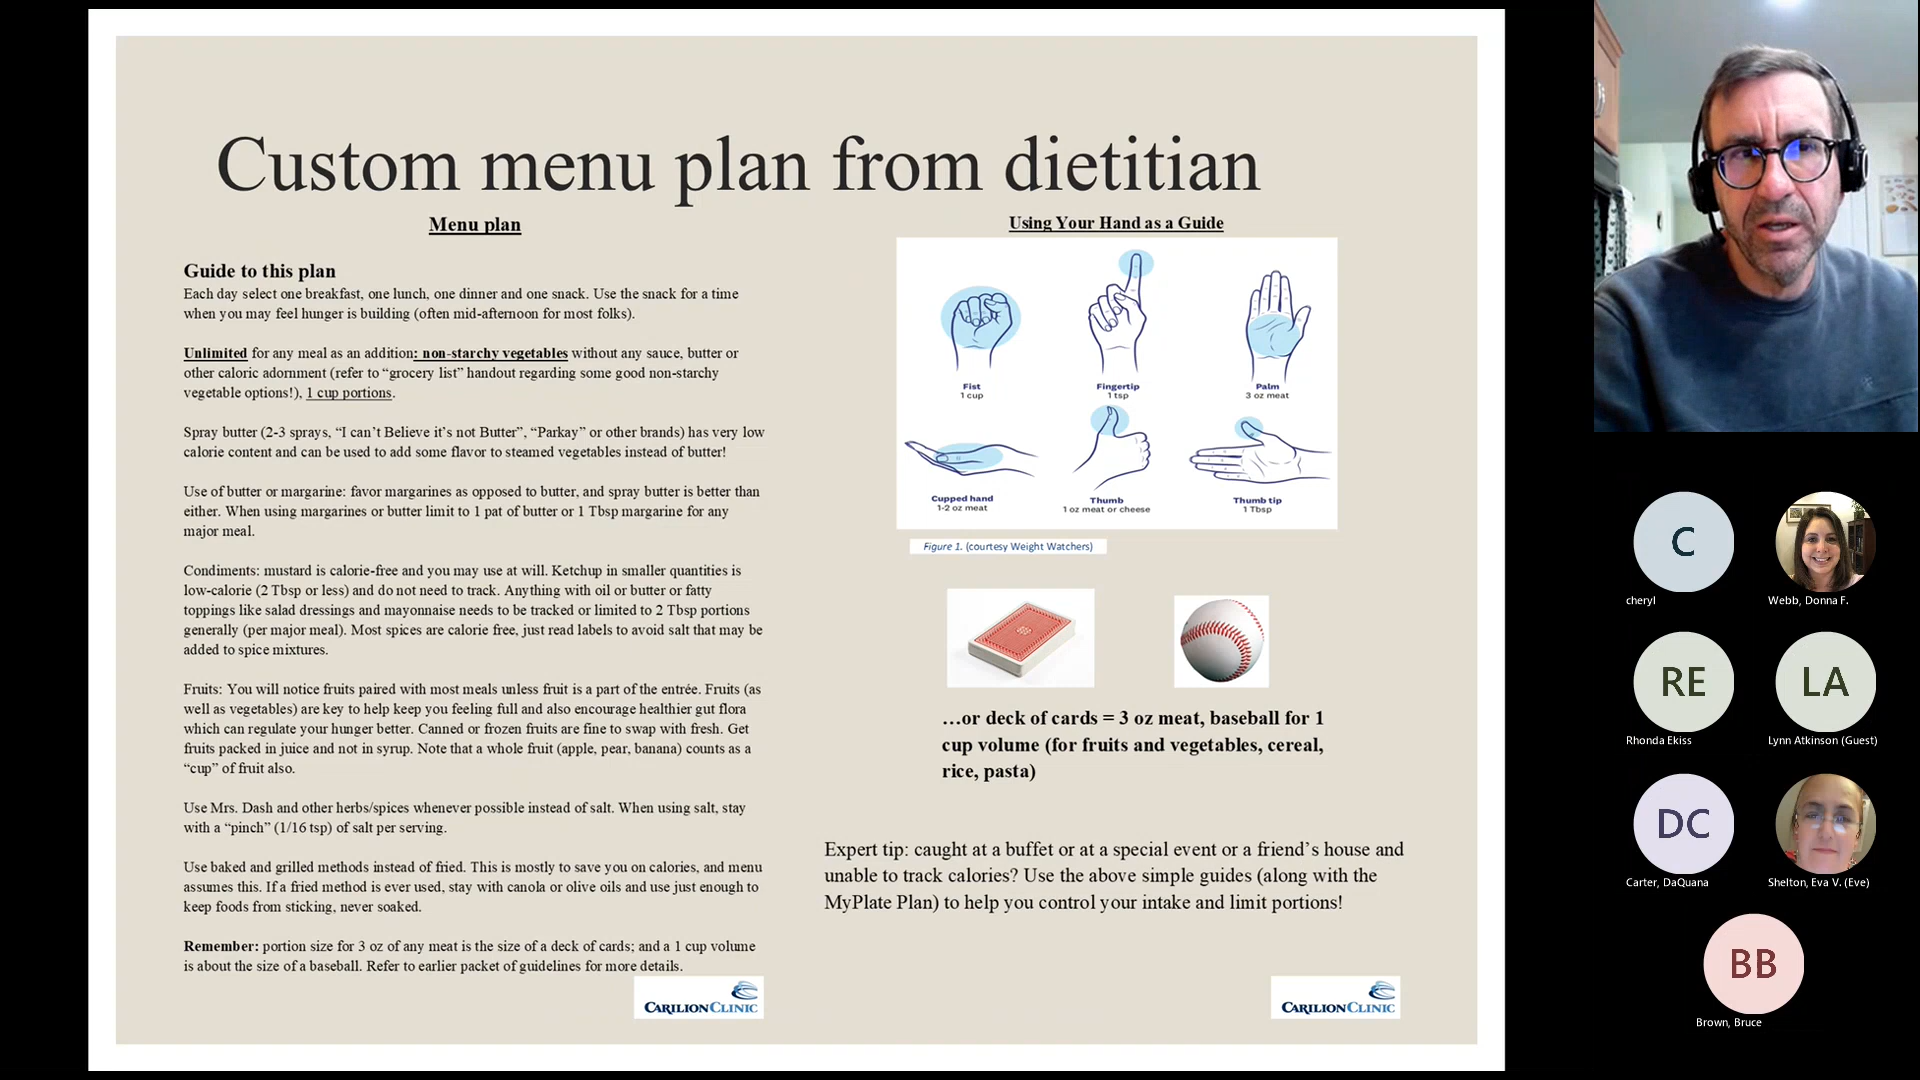 Custom menu plan from dietitian
Menu plan
Guide to this plan
Each day select one breakfast, one lunch, one dinner and one snack. Use the snack for a time
when you may feel hunger is building (often mid-afternoon for most folks).
Unlimited for any meal as an addition: non-starchy vegetables without any sauce, butter or
other caloric adornment (refer to “grocery list” handout regarding some good non-starchy
vegetable options!), 1 cup portions.
Spray butter (2-3 sprays, “I can’t Believe it’s not Butter”, “Parkay” or other brands) has very low
calorie content and can be used to add some flavor to steamed vegetables instead of butter!
Use of butter or margarine: favor margarines as opposed to butter, and spray butter is better than
either. When using margarines or butter limit to 1 pat of butter or 1 Tbsp margarine for any
major meal.
Condiments: mustard is calorie-free and you may use at will. Ketchup in smaller quantities is
low-calorie (2 Tbsp or less) and do not need to track. Anything with oil or butter or fatty
toppings like salad dressings and mayonnaise needs to be tracked or limited to 2 Tbsp portions
generally (per major meal). Most spices are calorie free, just read labels to avoid salt that may be
added to spice mixtures.
Fruits: You will notice fruits paired with most meals unless fruit is a part of the entrée. Fruits (as
well as vegetables) are key to help keep you feeling full and also encourage healthier gut flora
which can regulate your hunger better. Canned or frozen fruits are fine to swap with fresh. Get
fruits packed in juice and not in syrup. Note that a whole fruit (apple, pear, banana) counts as a
“cup” of fruit also.
Use Mrs. Dash and other herbs/spices whenever possible instead of salt. When using salt, stay
with a “pinch” (1/16 tsp) of salt per serving.
Use baked and grilled methods instead of fried. This is mostly to save you on calories, and menu
assumes this. If a fried method is ever used, stay with canola or olive oils and use just enough to
keep foods from sticking, never soaked.
Remember: portion size for 3 oz of any meat is the size of a deck of cards; and a 1 cup volume
is about the size of a baseball. Refer to earlier packet of guidelines for more details.
CARILION CLINIC
Using Your Hand as a Guide
Fist
1 cup
Fingertip
1 tsp
Palm
3 oz meat
Cupped hand
1-2 oz meat
Thumb
1 oz meat or cheese
Thumb tip
1 Tbsp
Figure 1. (courtesy Weight Watchers)
…or deck of cards = 3 oz meat, baseball for 1
cup volume (for fruits and vegetables, cereal,
rice, pasta)
Expert tip: caught at a buffet or at a special event or a friend’s house and
unable to track calories? Use the above simple guides (along with the
MyPlate Plan) to help you control your intake and limit portions!
CARILION CLINIC
C
cheryl
Webb, Donna F.
RE
Rhonda Ekiss
LA
Lynn Atkinson (Guest)
DC
Carter, DaQuana
Shelton, Eva V. (Eve)
BB
Brown, Bruce